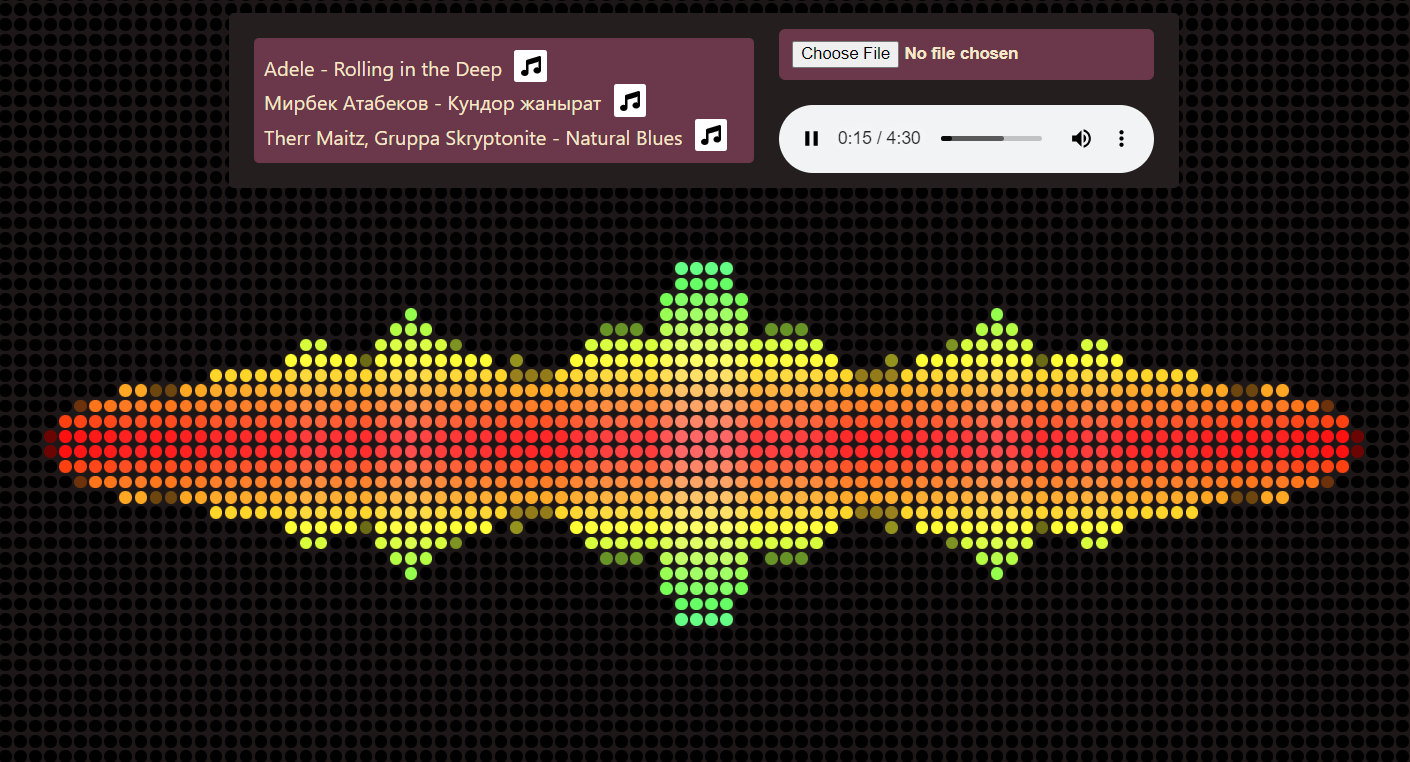 Adele - Rolling in the Deep
Мирбек Атабеков - Кундор жанырат
Therr Maitz, Gruppa Skryptonite - Natural Blues
Choose File No file chosen
0:15 / 4:30